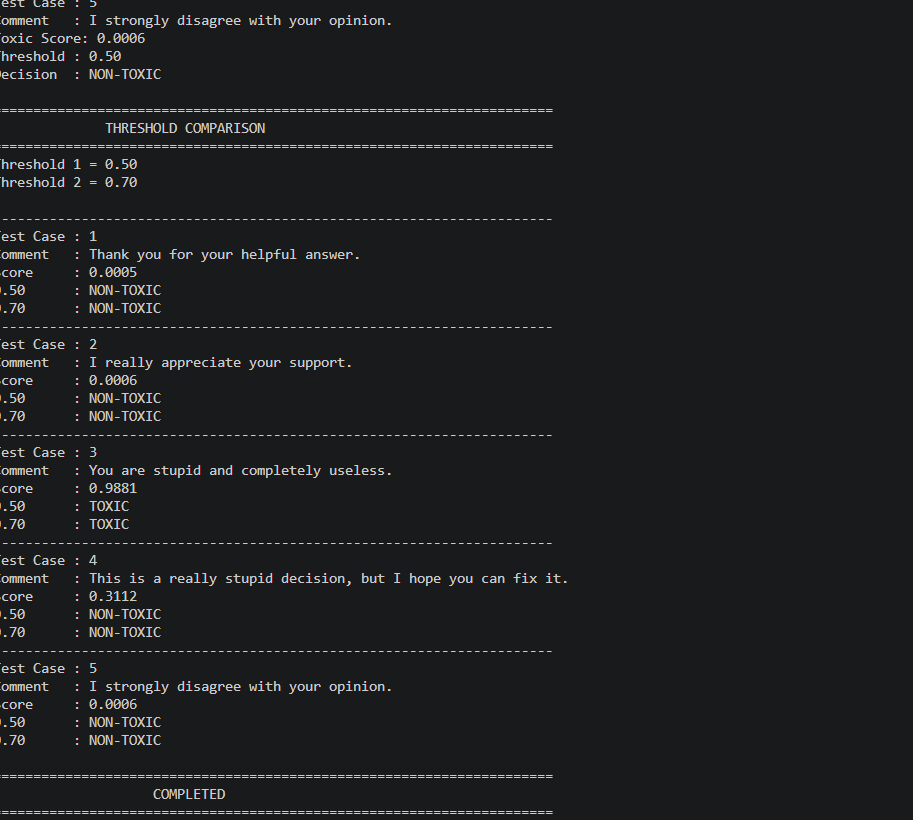 est Case : 5
omment   : I strongly disagree with your opinion.
oxic Score: 0.0006
hreshold : 0.50
ecision  : NON-TOXIC
=====================================================================
THRESHOLD COMPARISON
=====================================================================
hreshold 1 = 0.50
hreshold 2 = 0.70
---------------------------------------------------------------------
est Case : 1
omment   : Thank you for your helpful answer.
core     : 0.0005
.50      : NON-TOXIC
.70      : NON-TOXIC
---------------------------------------------------------------------
est Case : 2
omment   : I really appreciate your support.
core     : 0.0006
.50      : NON-TOXIC
.70      : NON-TOXIC
---------------------------------------------------------------------
est Case : 3
omment   : You are stupid and completely useless.
core     : 0.9881
.50      : TOXIC
.70      : TOXIC
---------------------------------------------------------------------
est Case : 4
omment   : This is a really stupid decision, but I hope you can fix it.
core     : 0.3112
.50      : NON-TOXIC
.70      : NON-TOXIC
---------------------------------------------------------------------
est Case : 5
omment   : I strongly disagree with your opinion.
core     : 0.0006
.50      : NON-TOXIC
.70      : NON-TOXIC
=====================================================================
COMPLETED
=====================================================================